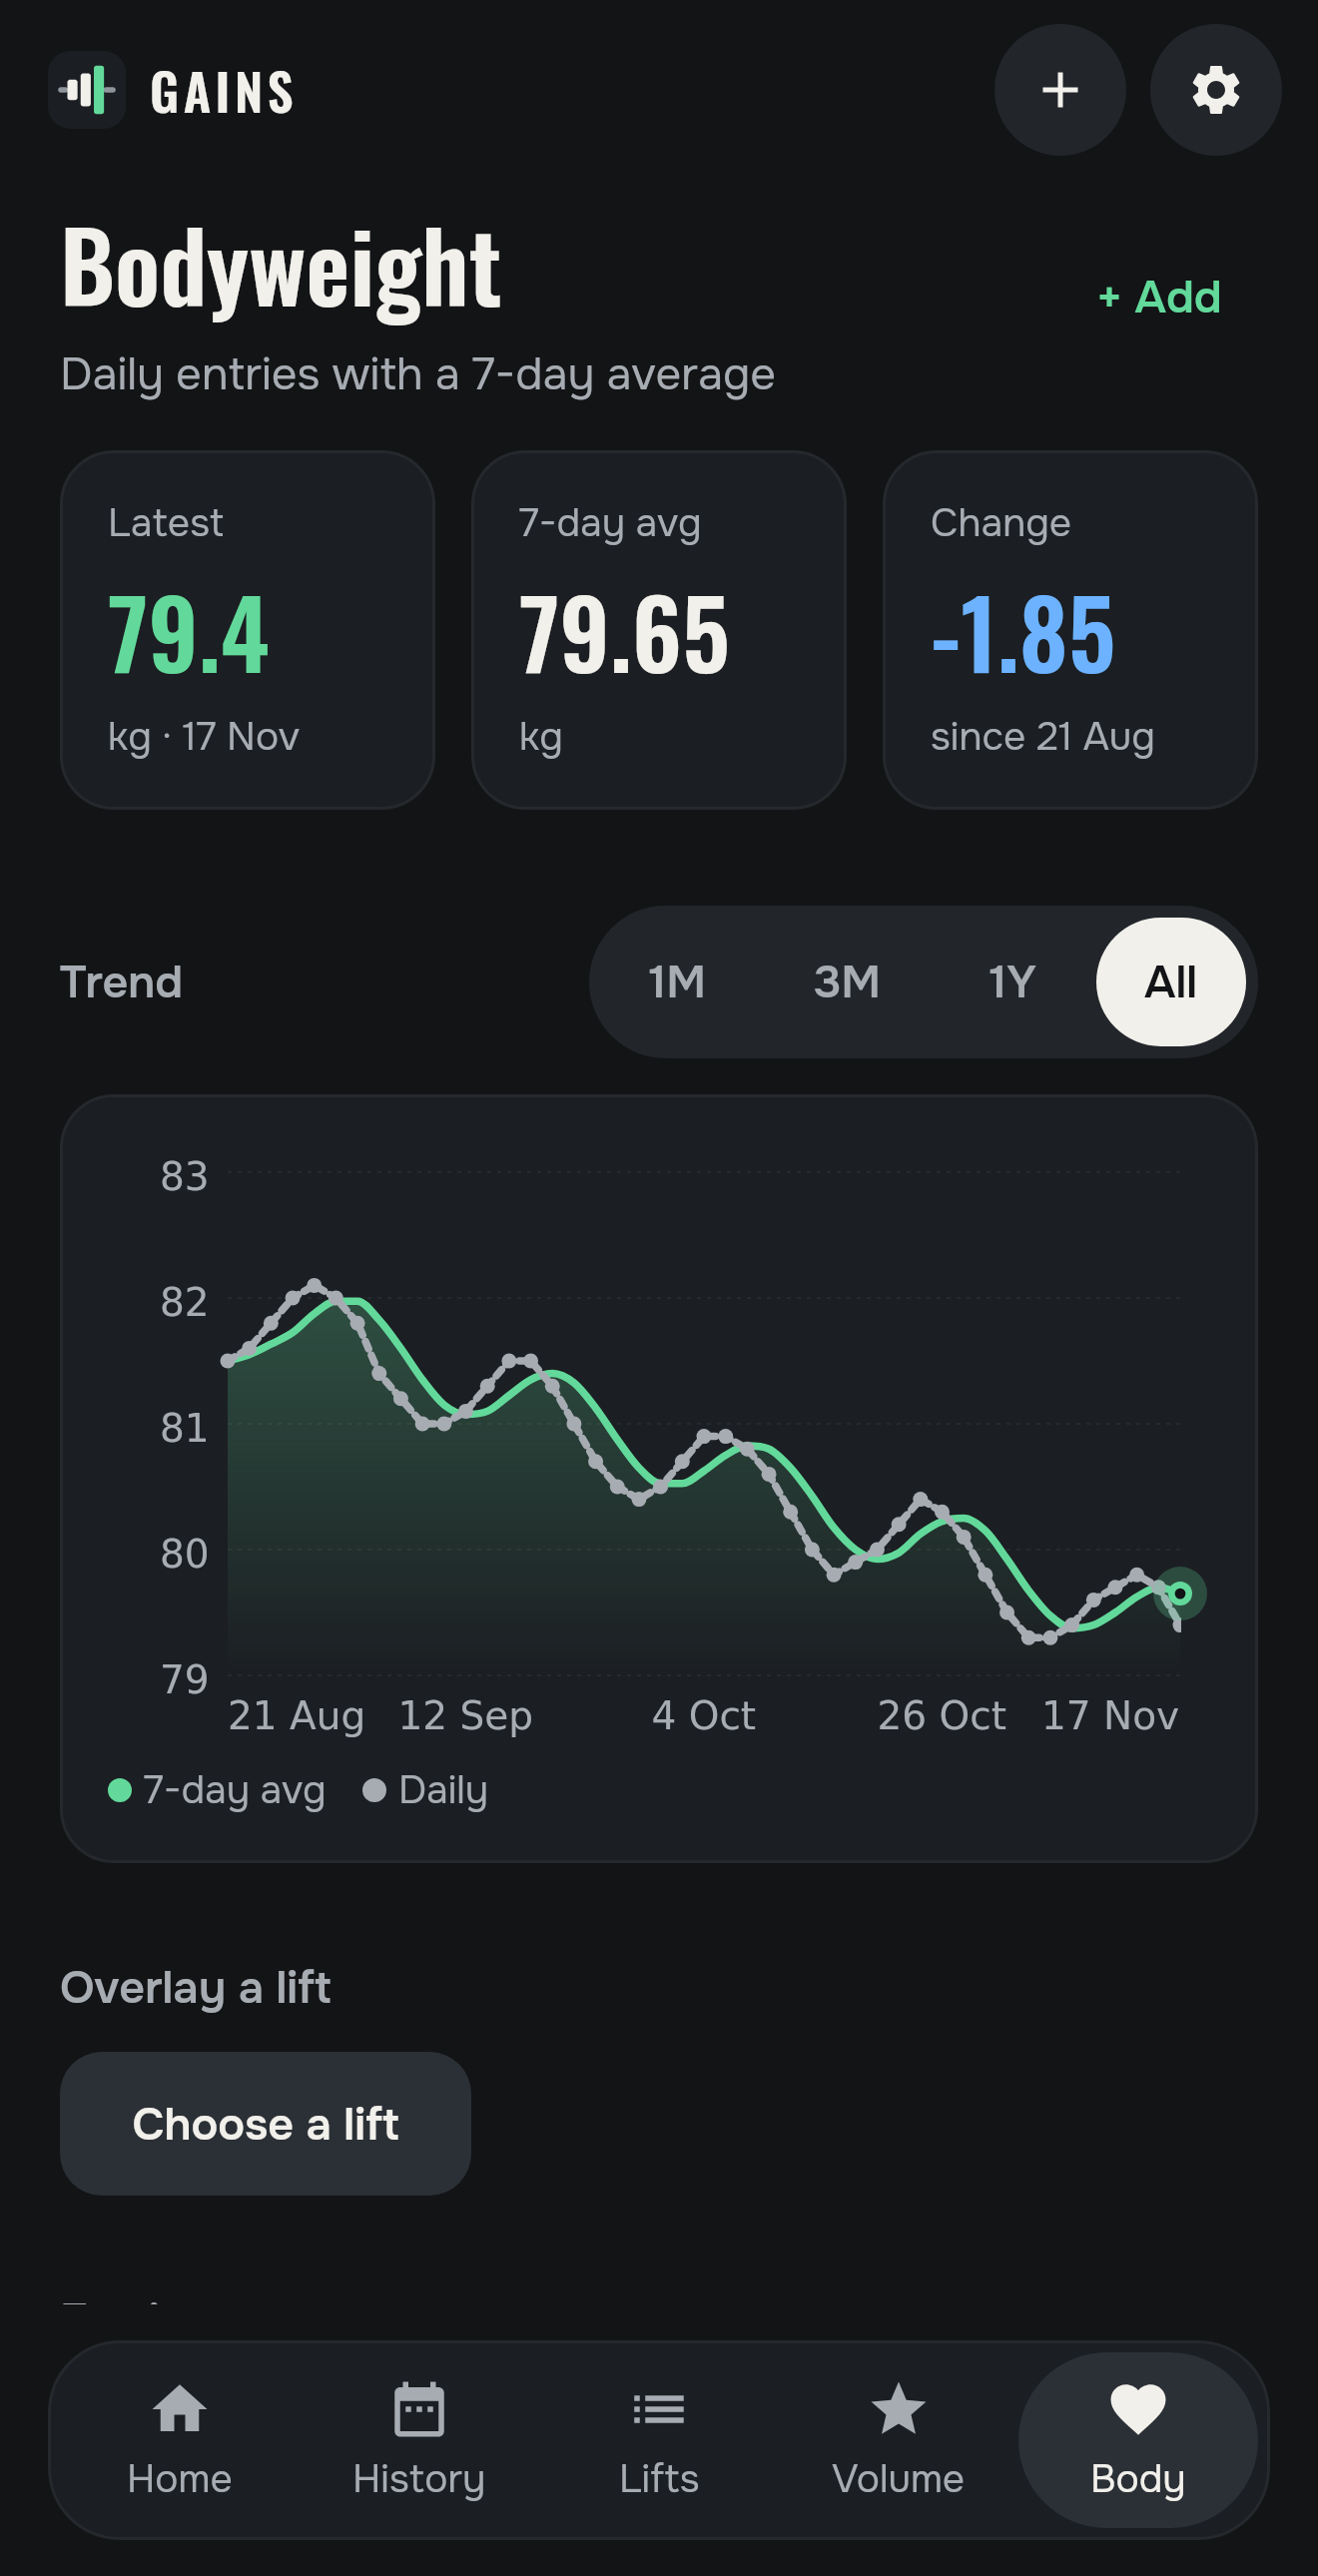 GAINS
Bodyweight
+ Add
Daily entries with a 7-day average
Latest
79.4
kg · 17 Nov
7-day avg
79.65
kg
Change
-1.85
since 21 Aug
Trend
1M 3M 1Y All
83
82
81
80
79
21 Aug 12 Sep 4 Oct 26 Oct 17 Nov
7-day avg Daily
Overlay a lift
Choose a lift
Home History Lifts Volume Body